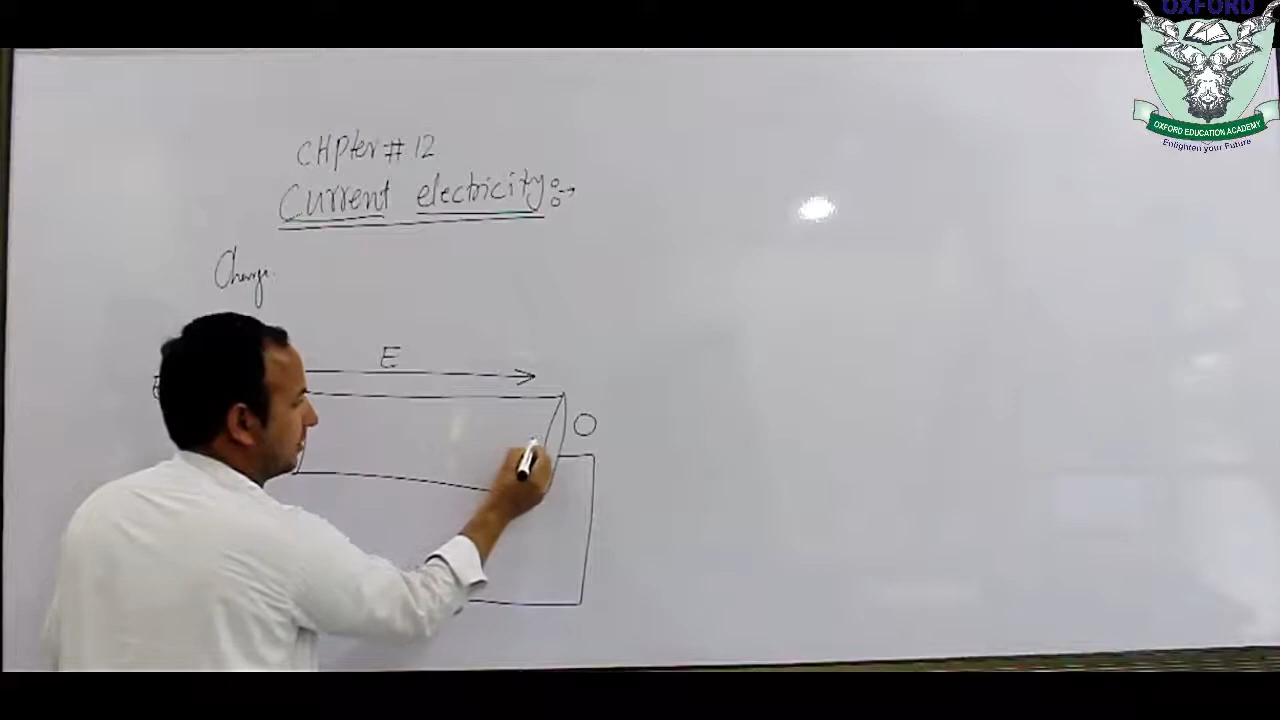 OXFORD
OXFORD EDUCATION ACADEMY
Enlighten your Future
CHPter # 12
Current electricity:→
Charge.
E
O